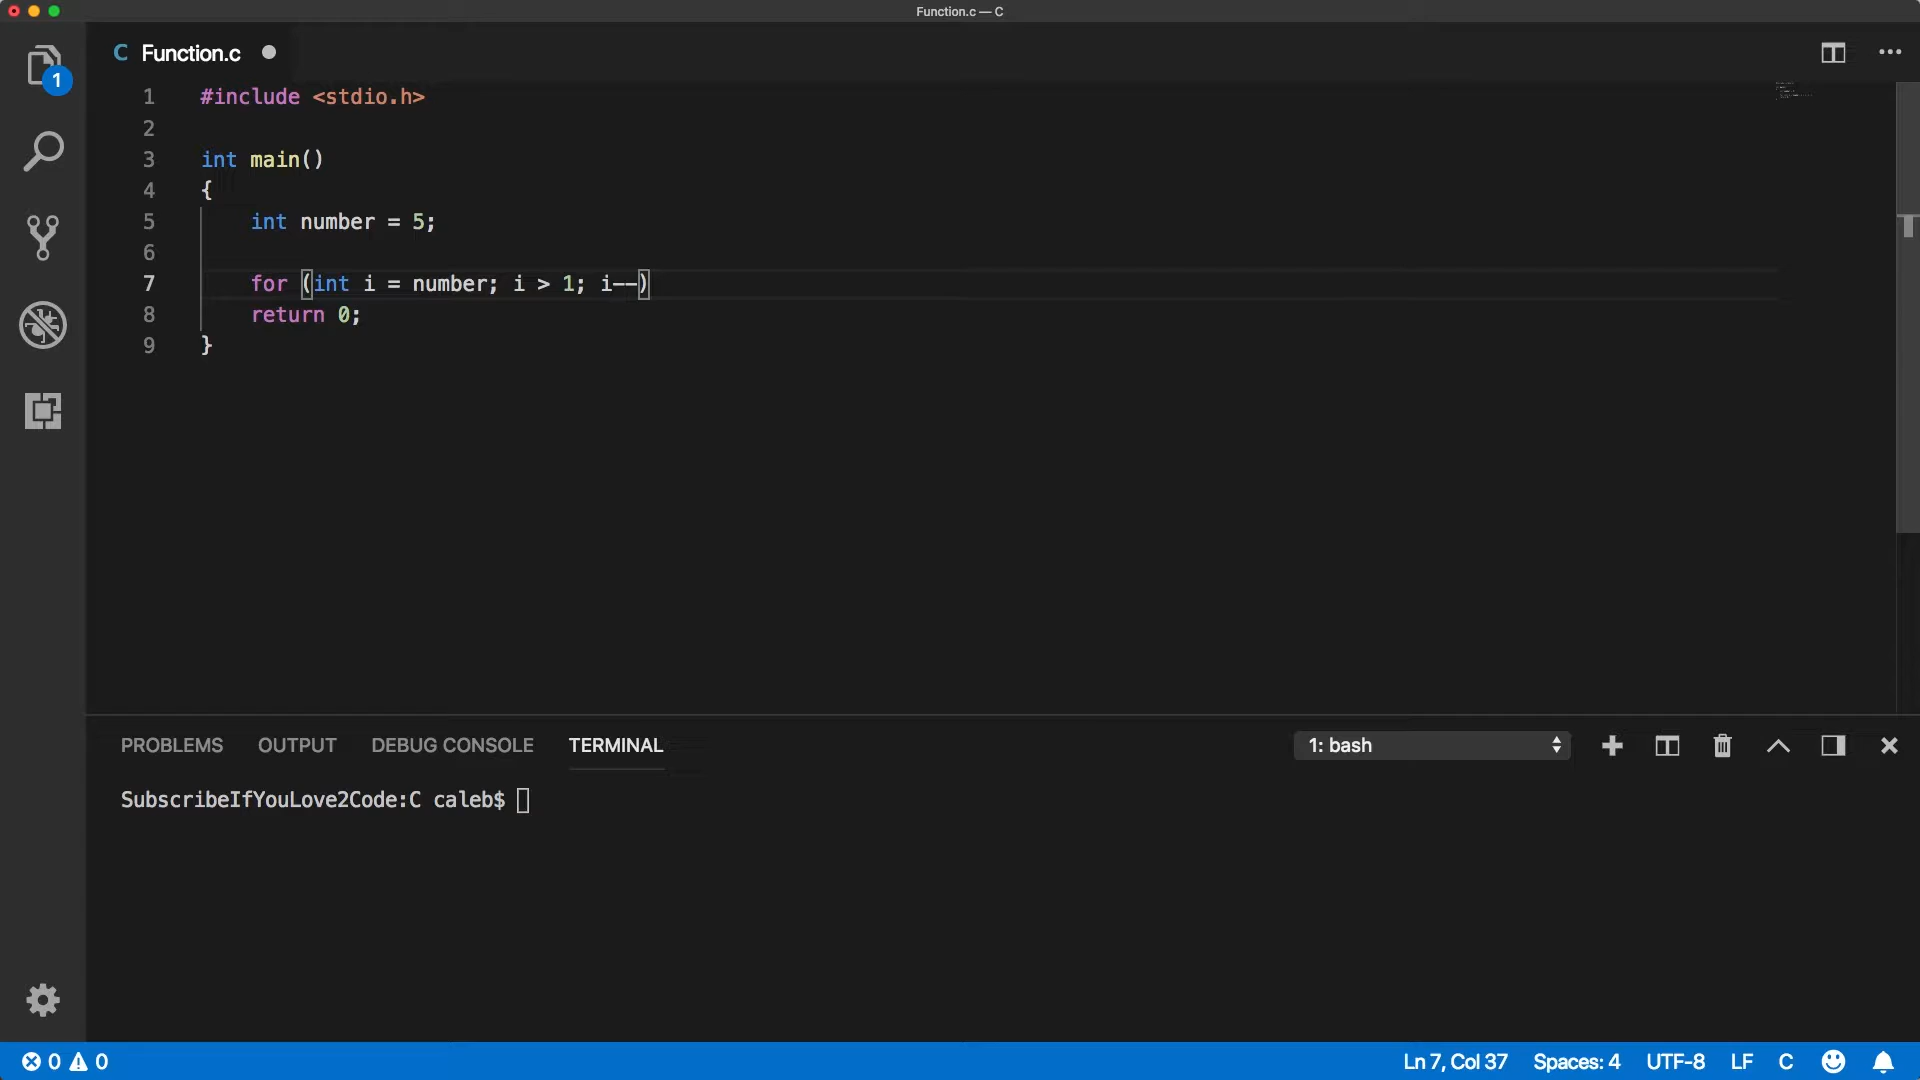 Function.c — C
C Function.c
1
1 #include <stdio.h>
2
3 int main()
4 {
5 int number = 5;
6
7 for (int i = number; i > 1; i--)
8 return 0;
9 }
PROBLEMS OUTPUT DEBUG CONSOLE TERMINAL 1: bash
SubscribeIfYouLove2Code:C caleb$
0 0 Ln 7, Col 37 Spaces: 4 UTF-8 LF C